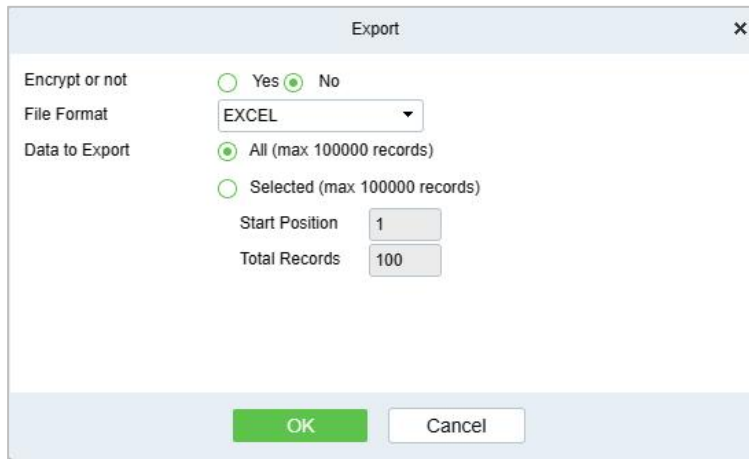 Export
Encrypt or not Yes No
File Format EXCEL
Data to Export All (max 100000 records)
Selected (max 100000 records)
Start Position 1
Total Records 100
OK Cancel